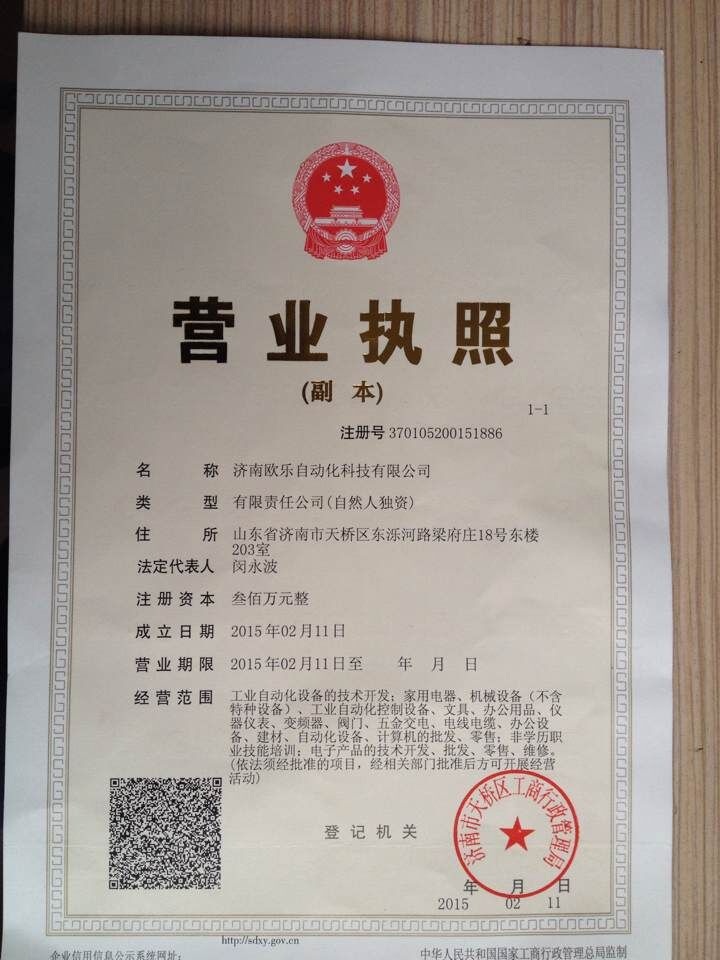 营业执照
(副 本)
1-1
注册号 370105200151886
名 称 济南欧乐自动化科技有限公司
类 型 有限责任公司(自然人独资)
住 所 山东省济南市天桥区东泺河路梁府庄18号东楼
203室
法定代表人 闵永波
注册资本 叁佰万元整
成立日期 2015年02月11日
营业期限 2015年02月11日至 年 月 日
经营范围 工业自动化设备的技术开发；家用电器、机械设备（不含
特种设备）、工业自动化控制设备、文具、办公用品、仪
器仪表、变频器、阀门、五金交电、电线电缆、办公设
备、建材、自动化设备、计算机的批发、零售；非学历职
业技能培训；电子产品的技术开发、批发、零售、维修。
(依法须经批准的项目，经相关部门批准后方可开展经营
活动)
济南市天桥区工商行政管理局
登记机关
年 月 日
2015 02 11
http://sdxy.gov.cn
企业信用信息公示系统网址：
中华人民共和国国家工商行政管理总局监制